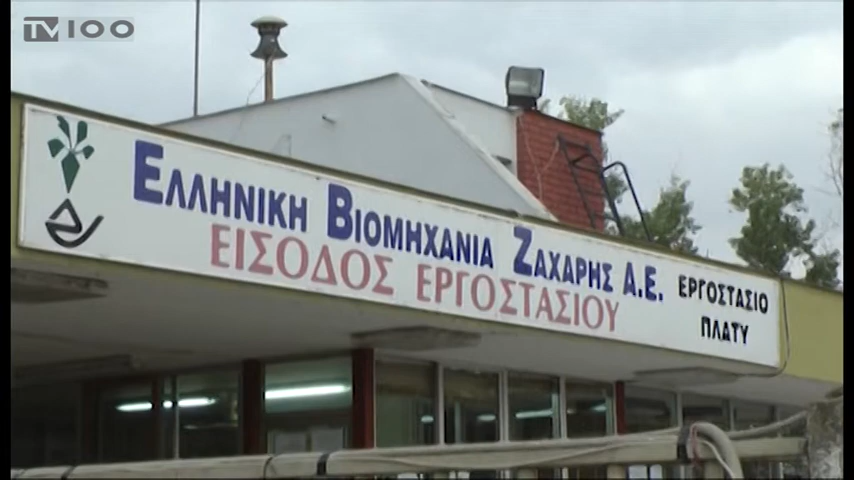 TV100
ΕΛΛΗΝΙΚΗ ΒΙΟΜΗΧΑΝΙΑ ΖΑΧΑΡΗΣ Α.Ε.
ΕΙΣΟΔΟΣ ΕΡΓΟΣΤΑΣΙΟΥ
ΕΡΓΟΣΤΑΣΙΟ
ΠΛΑΤΥ